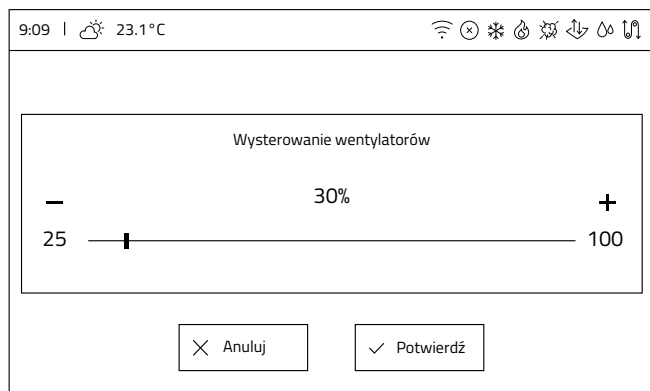 9:09 | 23.1°C
Wysterowanie wentylatorów
30%
− +
25 100
Anuluj Potwierdź